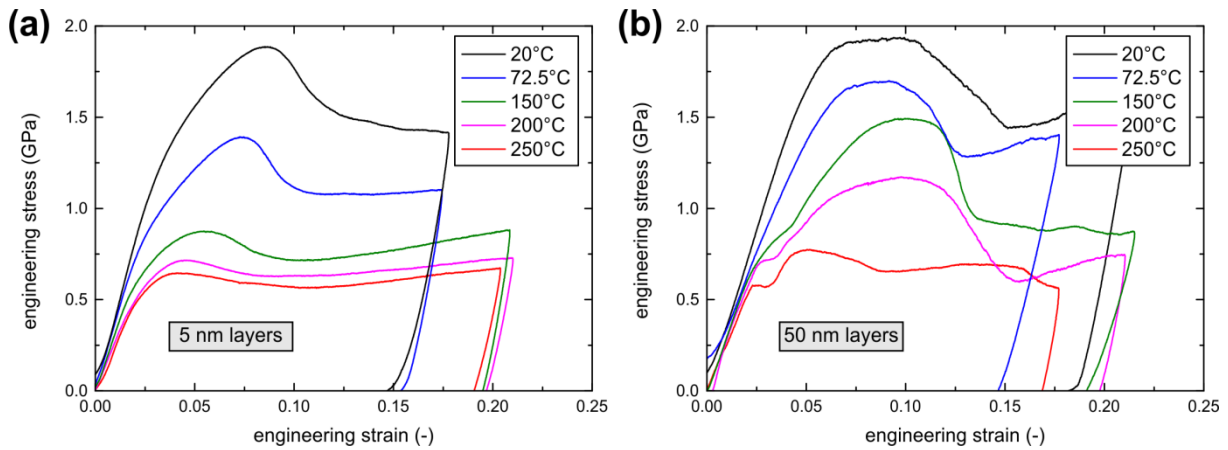 (a)
2.0
1.5
1.0
0.5
0.0
engineering stress (GPa)
20°C
72.5°C
150°C
200°C
250°C
5 nm layers
0.00 0.05 0.10 0.15 0.20 0.25
engineering strain (-)
(b)
2.0
1.5
1.0
0.5
0.0
engineering stress (GPa)
20°C
72.5°C
150°C
200°C
250°C
50 nm layers
0.00 0.05 0.10 0.15 0.20 0.25
engineering strain (-)